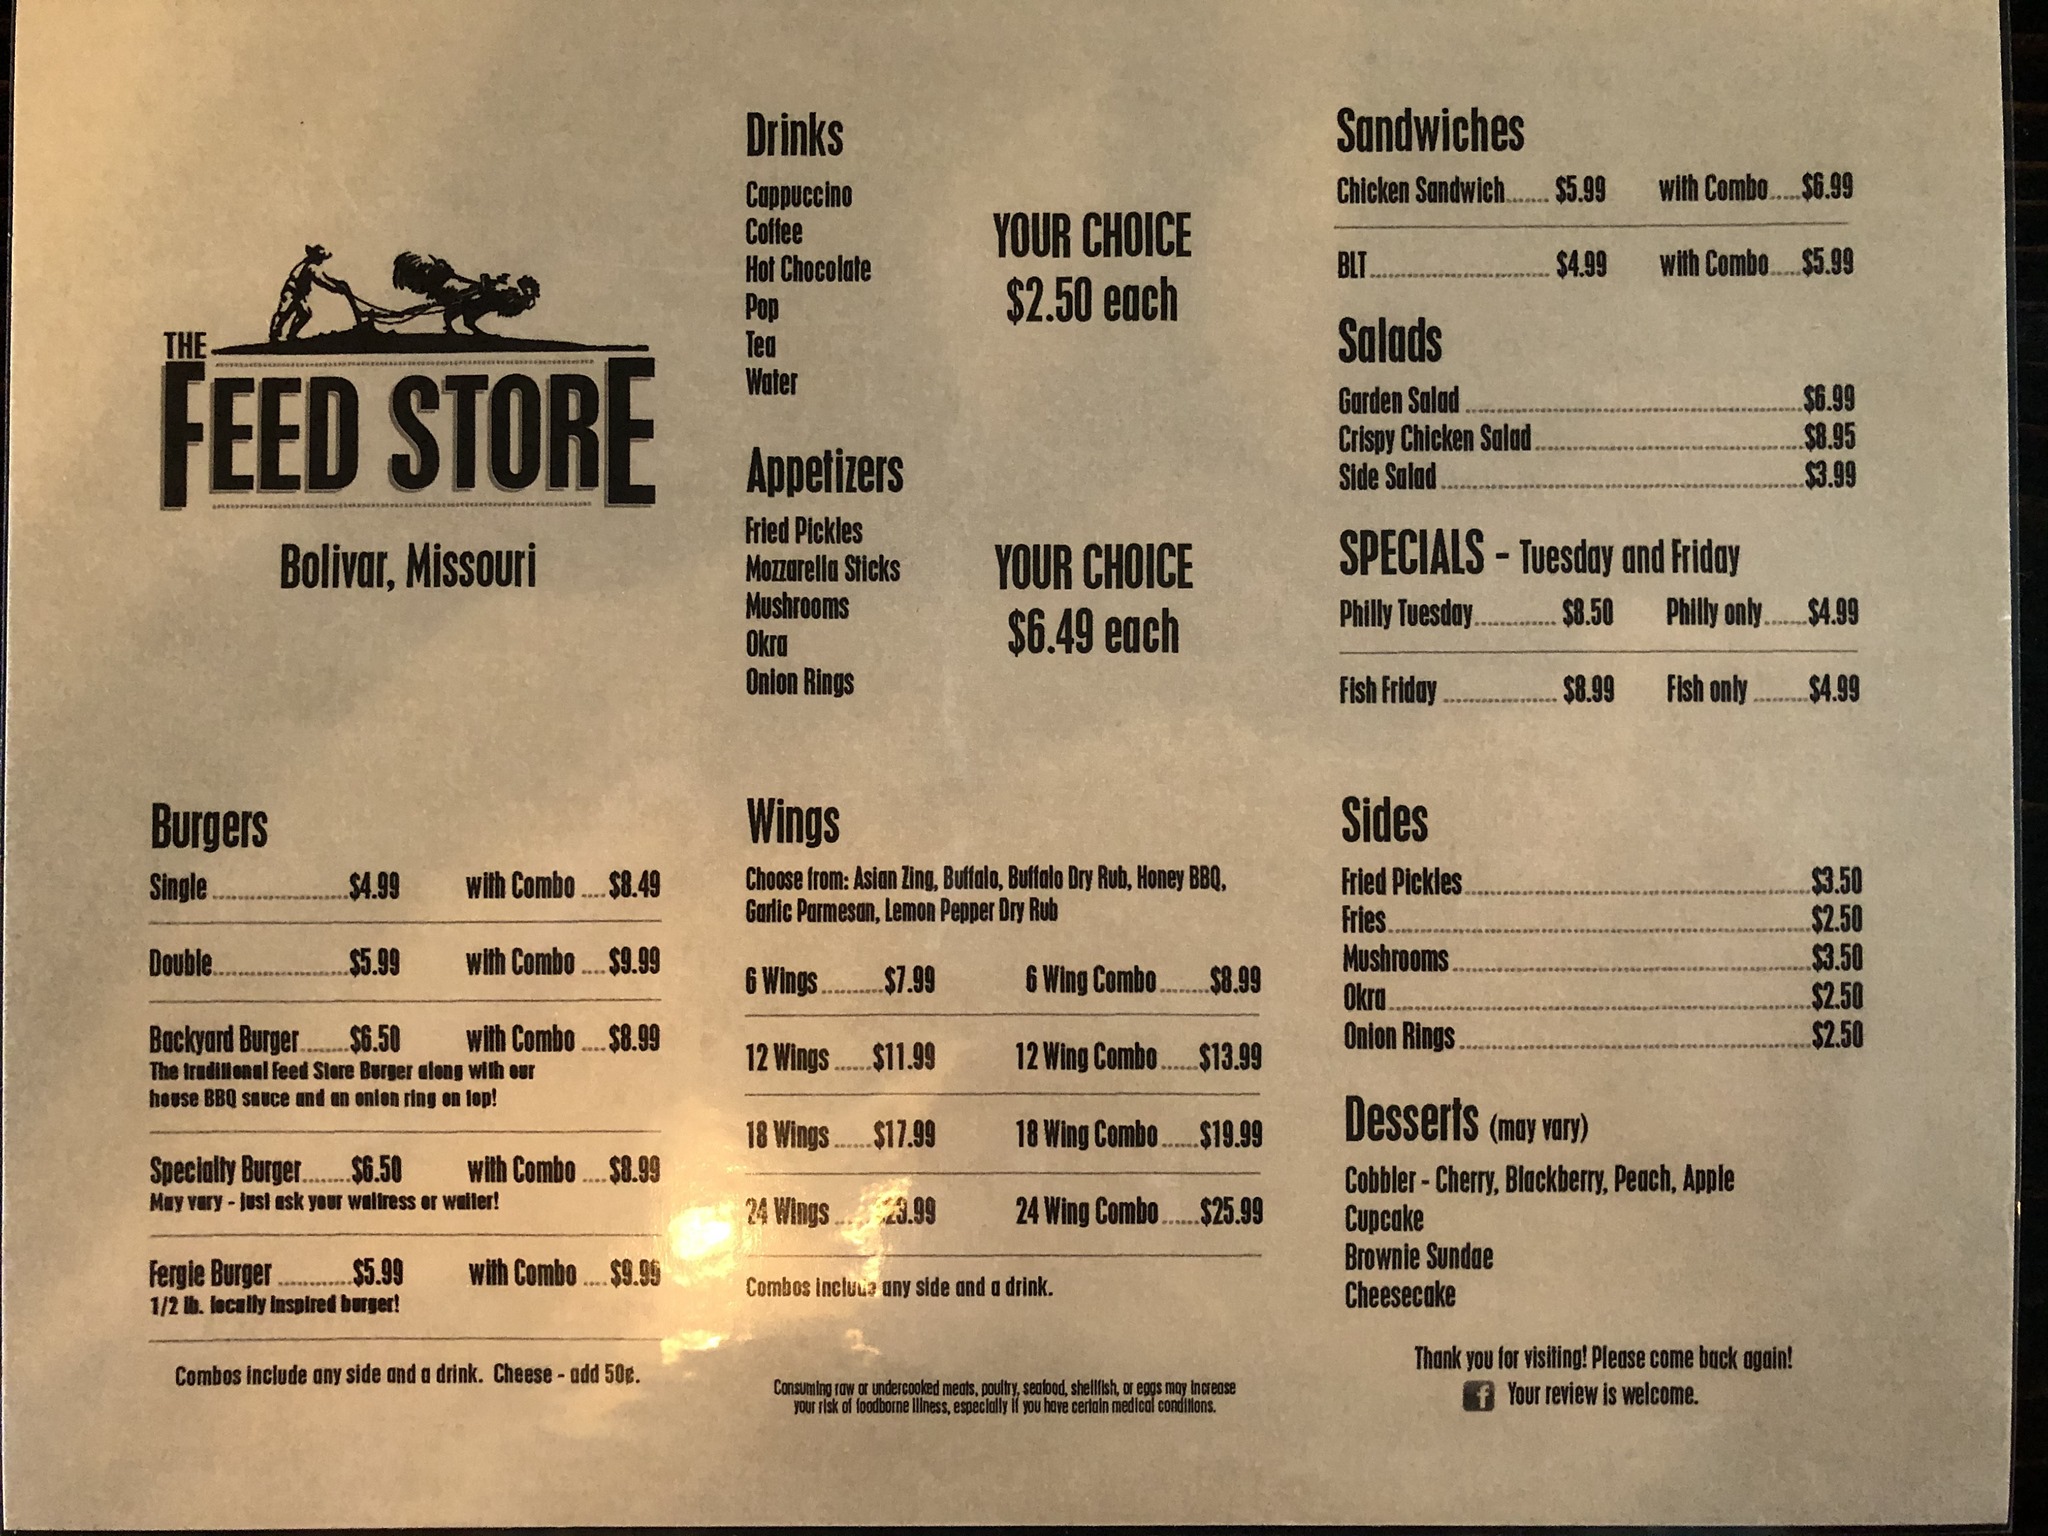 THE
FEED STORE
Bolivar, Missouri
Burgers
Single ........ $4.99 with Combo .... $8.49
Double ........ $5.99 with Combo .... $9.99
Backyard Burger ........ $6.50 with Combo .... $8.99
The traditional Feed Store Burger along with our
house BBQ sauce and an onion ring on top!
Specialty Burger ........ $6.50 with Combo .... $8.99
May vary - just ask your waitress or waiter!
Fergie Burger ........ $5.99 with Combo .... $9.99
1/2 lb. locally inspired burger!
Combos include any side and a drink. Cheese - add 50¢.
Drinks
Cappuccino
Coffee
Hot Chocolate
Pop
Tea
Water
YOUR CHOICE
$2.50 each
Appetizers
Fried Pickles
Mozzarella Sticks
Mushrooms
Okra
Onion Rings
YOUR CHOICE
$6.49 each
Wings
Choose from: Asian Zing, Buffalo, Buffalo Dry Rub, Honey BBQ,
Garlic Parmesan, Lemon Pepper Dry Rub
6 Wings ........ $7.99 6 Wing Combo ........ $8.99
12 Wings ...... $11.99 12 Wing Combo ...... $13.99
18 Wings ...... $17.99 18 Wing Combo ...... $19.99
24 Wings ...... $23.99 24 Wing Combo ...... $25.99
Combos include any side and a drink.
Consuming raw or undercooked meats, poultry, seafood, shellfish, or eggs may increase
your risk of foodborne illness, especially if you have certain medical conditions.
Sandwiches
Chicken Sandwich ....... $5.99 with Combo ..... $6.99
BLT ........ $4.99 with Combo ..... $5.99
Salads
Garden Salad ........ $6.99
Crispy Chicken Salad ........ $8.95
Side Salad ........ $3.99
SPECIALS - Tuesday and Friday
Philly Tuesday ........ $8.50 Philly only ....... $4.99
Fish Friday ........ $8.99 Fish only ........ $4.99
Sides
Fried Pickles ........ $3.50
Fries ........ $2.50
Mushrooms ........ $3.50
Okra ........ $2.50
Onion Rings ........ $2.50
Desserts (may vary)
Cobbler - Cherry, Blackberry, Peach, Apple
Cupcake
Brownie Sundae
Cheesecake
Thank you for visiting! Please come back again!
f Your review is welcome.